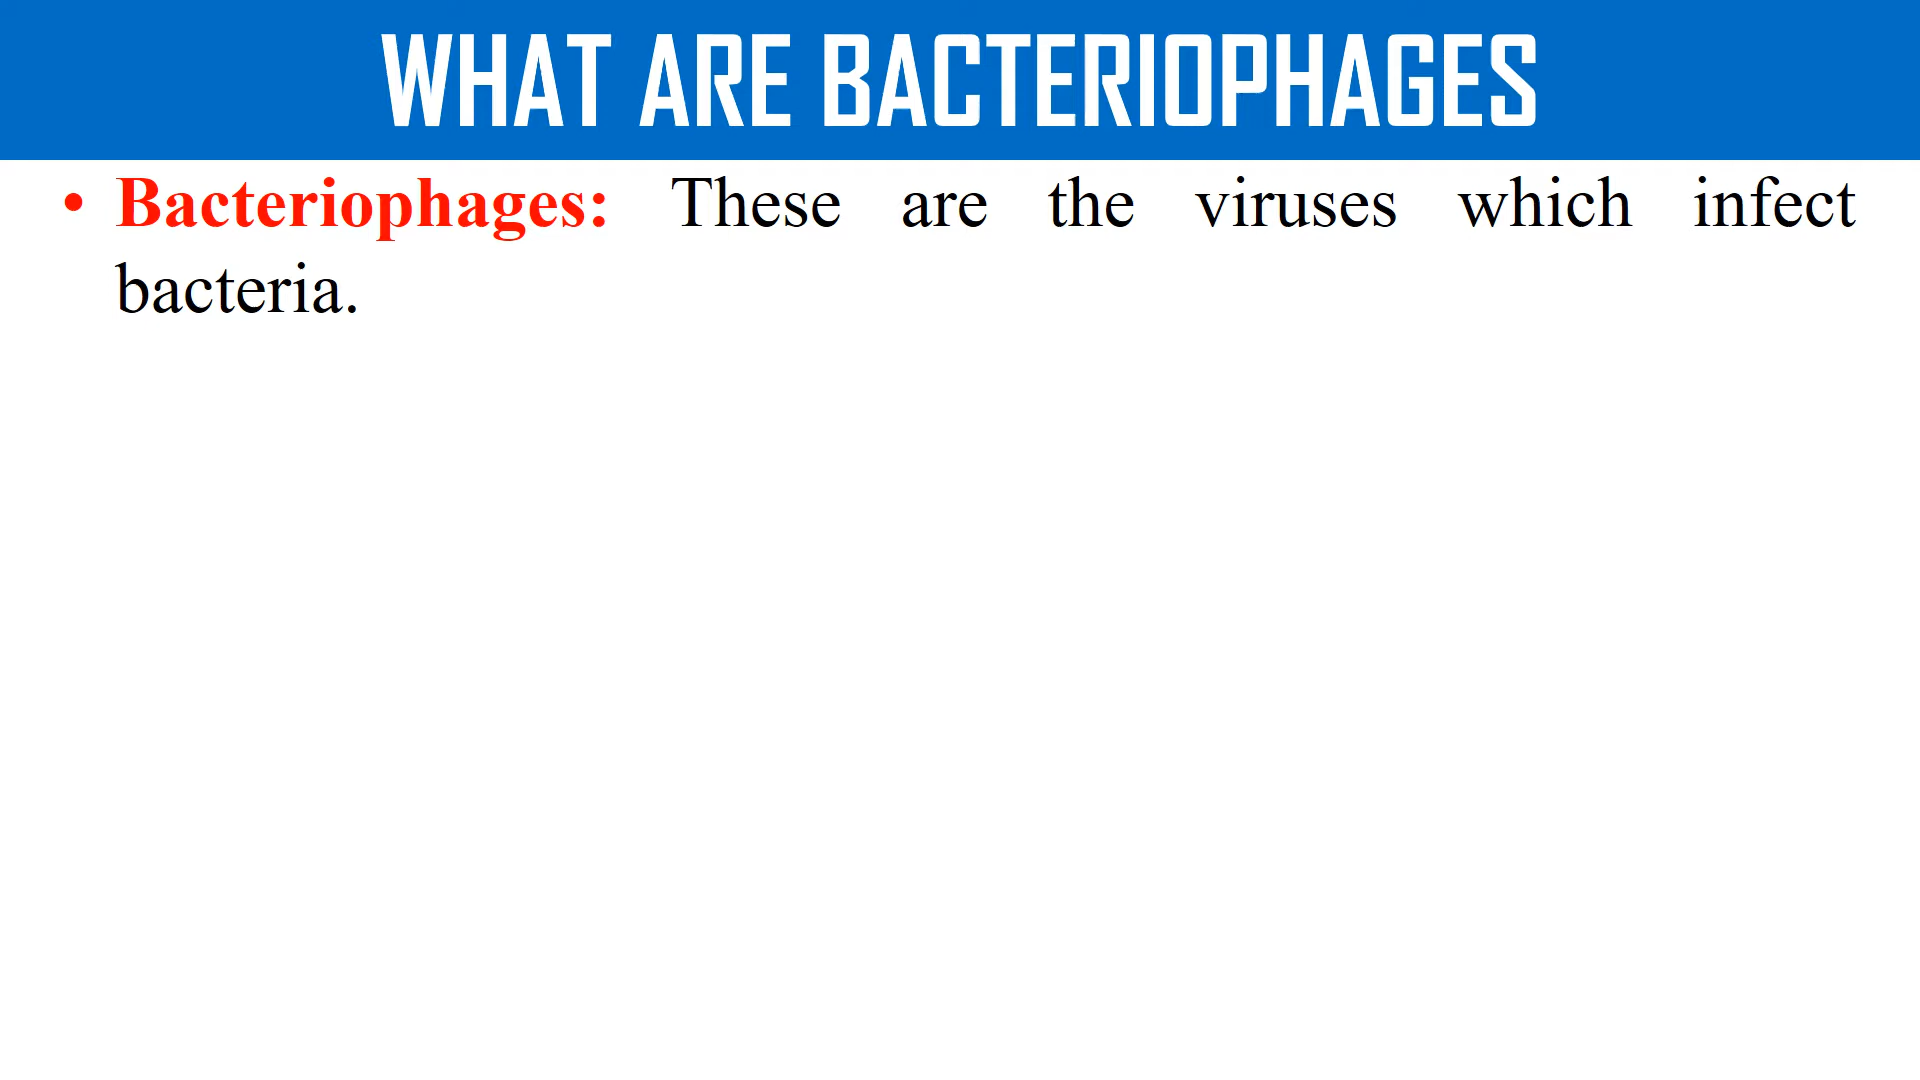 WHAT ARE BACTERIOPHAGES
• Bacteriophages: These are the viruses which infect
bacteria.